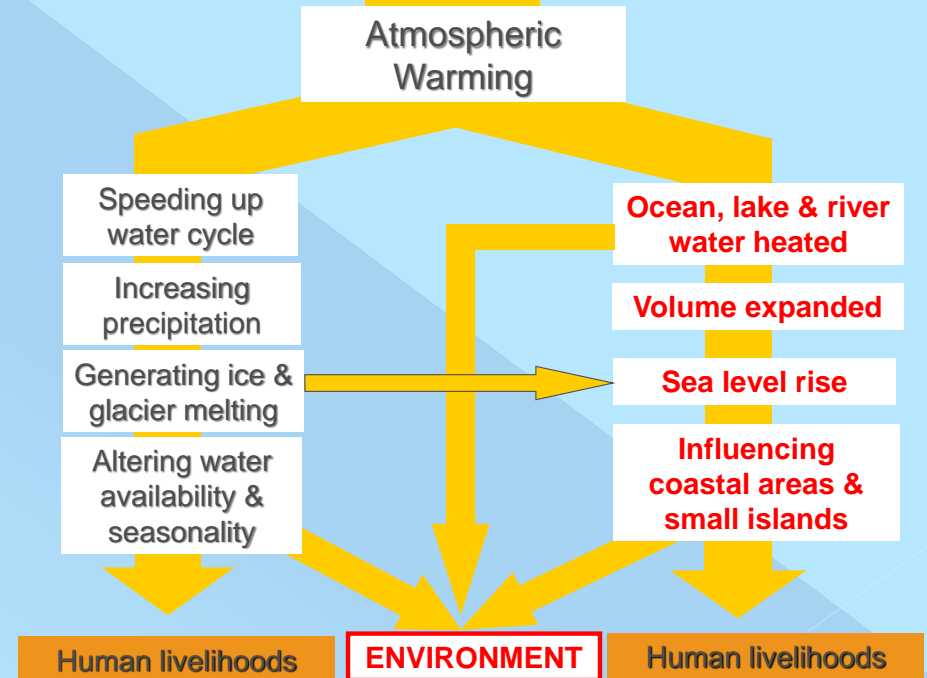 Atmospheric
Warming
Speeding up
water cycle
Increasing
precipitation
Generating ice &
glacier melting
Altering water
availability &
seasonality
Ocean, lake & river
water heated
Volume expanded
Sea level rise
Influencing
coastal areas &
small islands
Human livelihoods
ENVIRONMENT
Human livelihoods